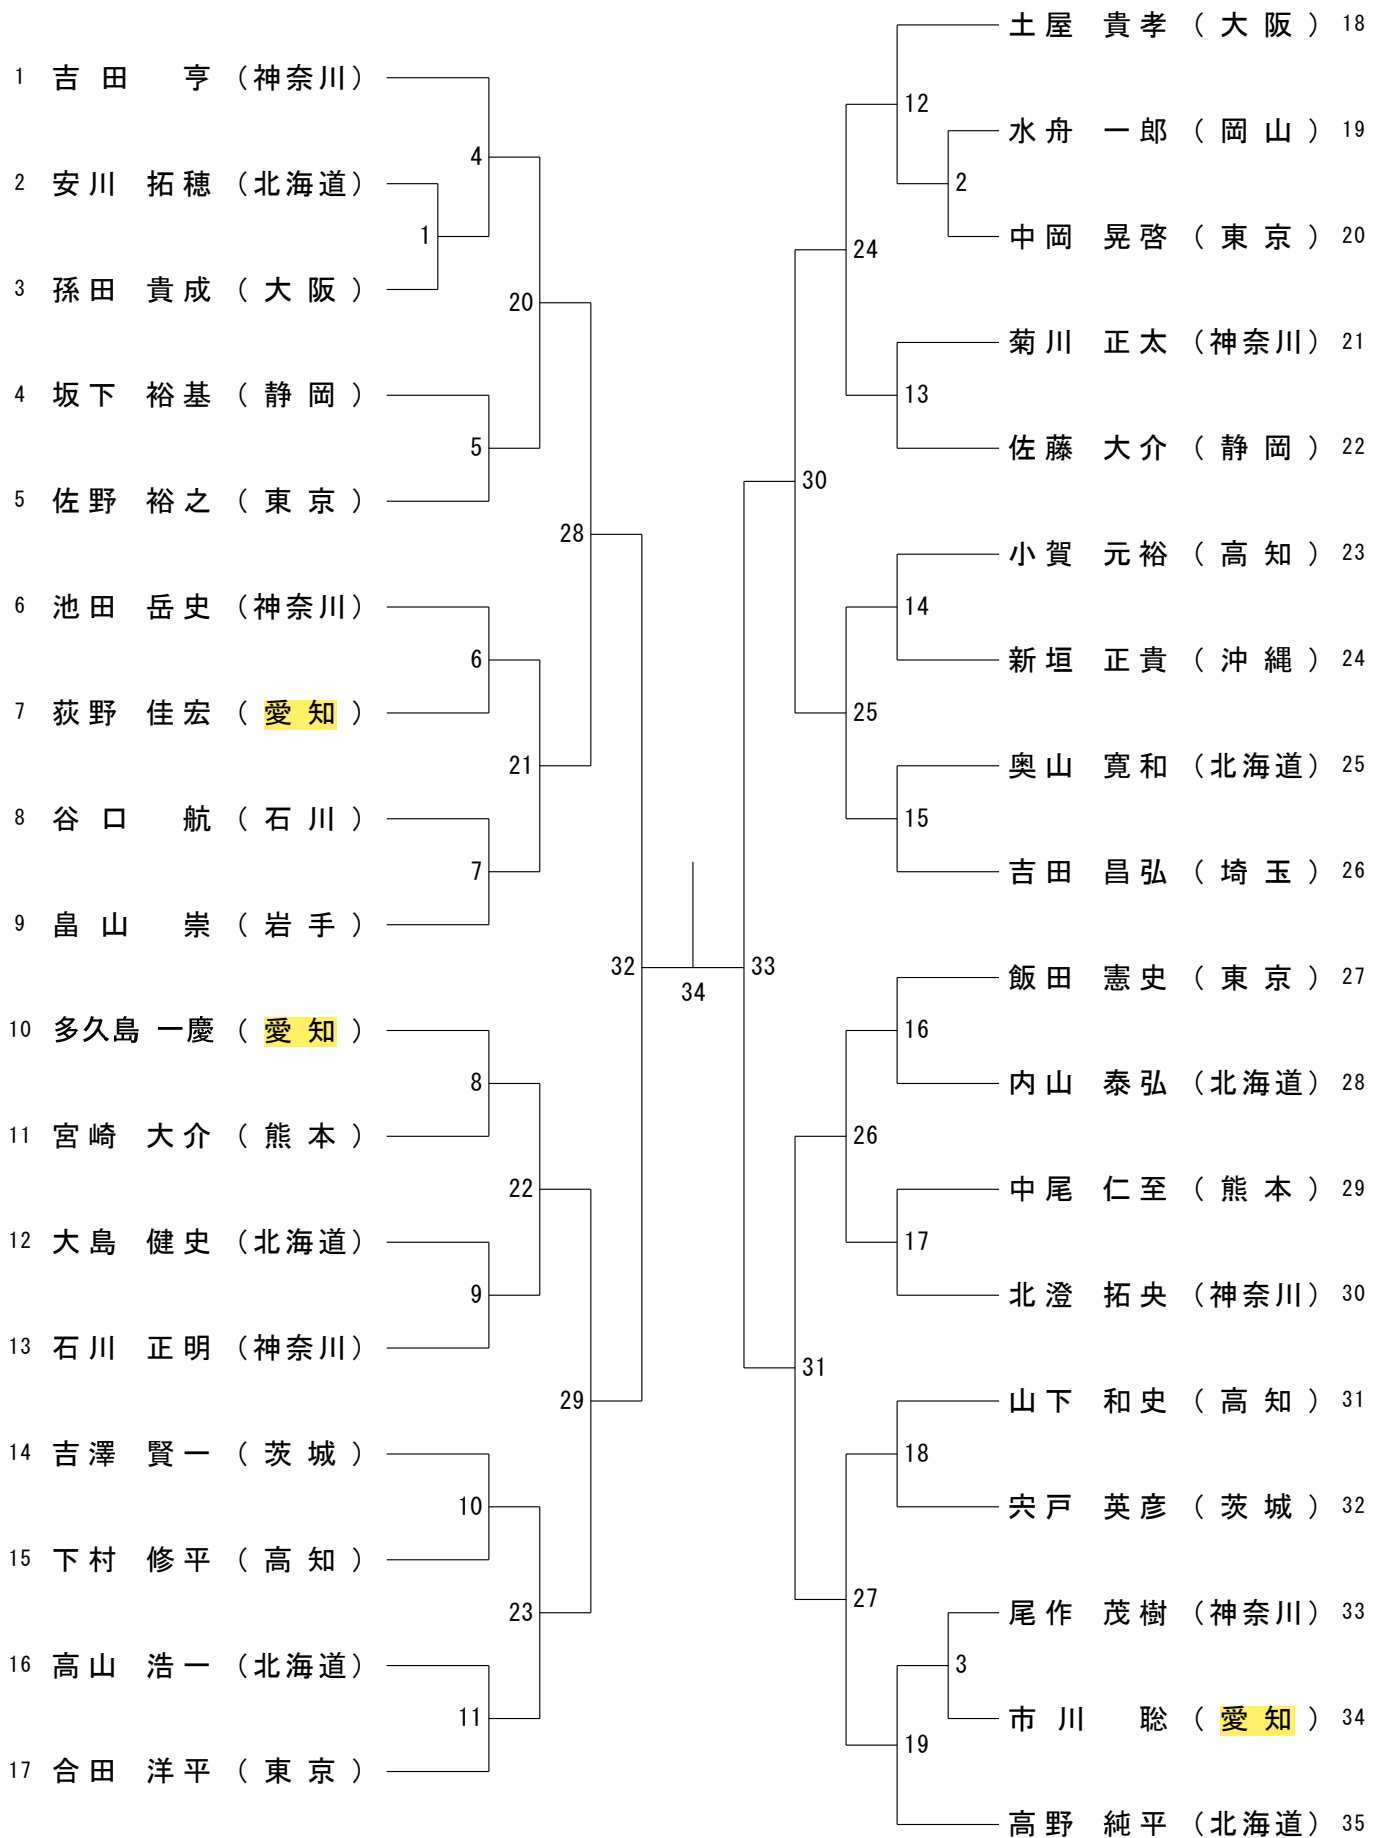 1 吉田 亨 (神奈川)
2 安川 拓穂 (北海道)
3 孫田 貴成 (大阪)
4 坂下 裕基 (静岡)
5 佐野 裕之 (東京)
6 池田 岳史 (神奈川)
7 荻野 佳宏 (愛知)
8 谷口 航 (石川)
9 畠山 崇 (岩手)
10 多久島 一慶 (愛知)
11 宮崎 大介 (熊本)
12 大島 健史 (北海道)
13 石川 正明 (神奈川)
14 吉澤 賢一 (茨城)
15 下村 修平 (高知)
16 高山 浩一 (北海道)
17 合田 洋平 (東京)
1
4
5
6
7
8
9
10
11
20
21
22
23
28
29
32
34
33
30
31
24
25
26
27
12
13
14
15
16
17
18
19
2
3
土屋 貴孝 (大阪) 18
水舟 一郎 (岡山) 19
中岡 晃啓 (東京) 20
菊川 正太 (神奈川) 21
佐藤 大介 (静岡) 22
小賀 元裕 (高知) 23
新垣 正貴 (沖縄) 24
奥山 寛和 (北海道) 25
吉田 昌弘 (埼玉) 26
飯田 憲史 (東京) 27
内山 泰弘 (北海道) 28
中尾 仁至 (熊本) 29
北澄 拓央 (神奈川) 30
山下 和史 (高知) 31
宍戸 英彦 (茨城) 32
尾作 茂樹 (神奈川) 33
市川 聡 (愛知) 34
高野 純平 (北海道) 35